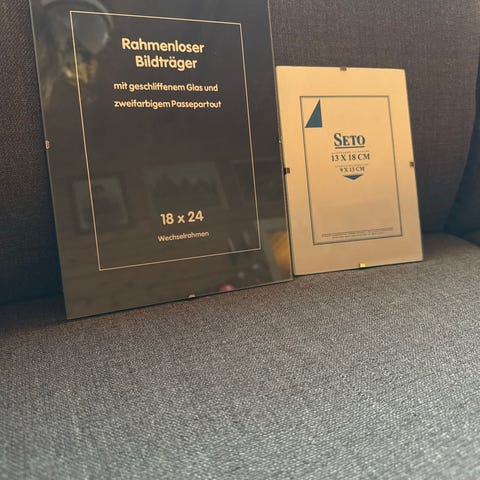 Rahmenloser
Bildträger
mit geschliffenem Glas und
zweifarbigem Passepartout
18 x 24
Wechselrahmen
SETO
13 X 18 CM
9 X 13 CM